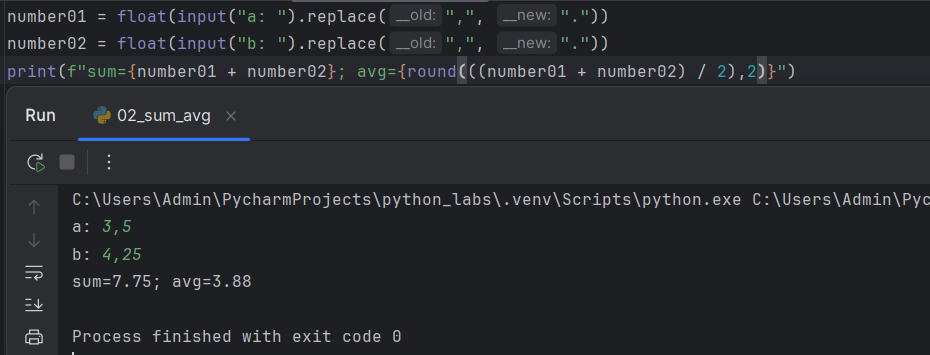 number01 = float(input("a: ").replace(__old: ",", __new: "."))
number02 = float(input("b: ").replace(__old: ",", __new: "."))
print(f"sum={number01 + number02}; avg={round(((number01 + number02) / 2),2)}")
Run 02_sum_avg
C:\Users\Admin\PycharmProjects\python_labs\.venv\Scripts\python.exe C:\Users\Admin\Pyc
a: 3,5
b: 4,25
sum=7.75; avg=3.88
Process finished with exit code 0